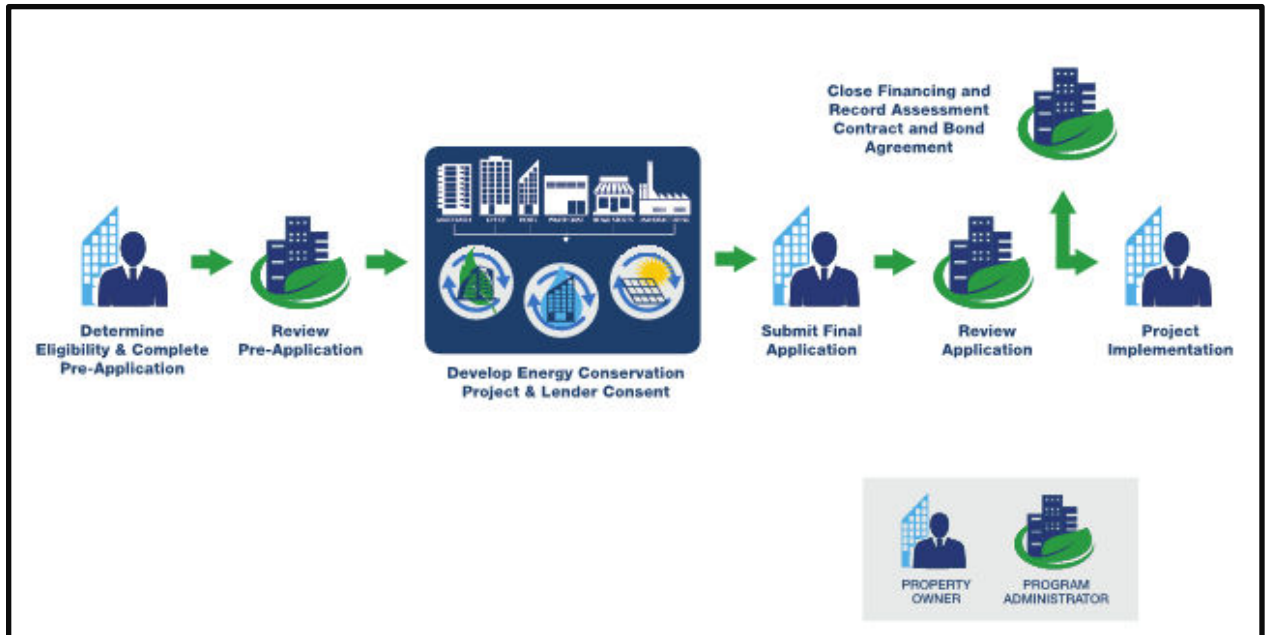 Close Financing and
Record Assessment
Contract and Bond
Agreement
Determine
Eligibility & Complete
Pre-Application
Review
Pre-Application
Develop Energy Conservation
Project & Lender Consent
Submit Final
Application
Review
Application
Project
Implementation
PROPERTY
OWNER
PROGRAM
ADMINISTRATOR